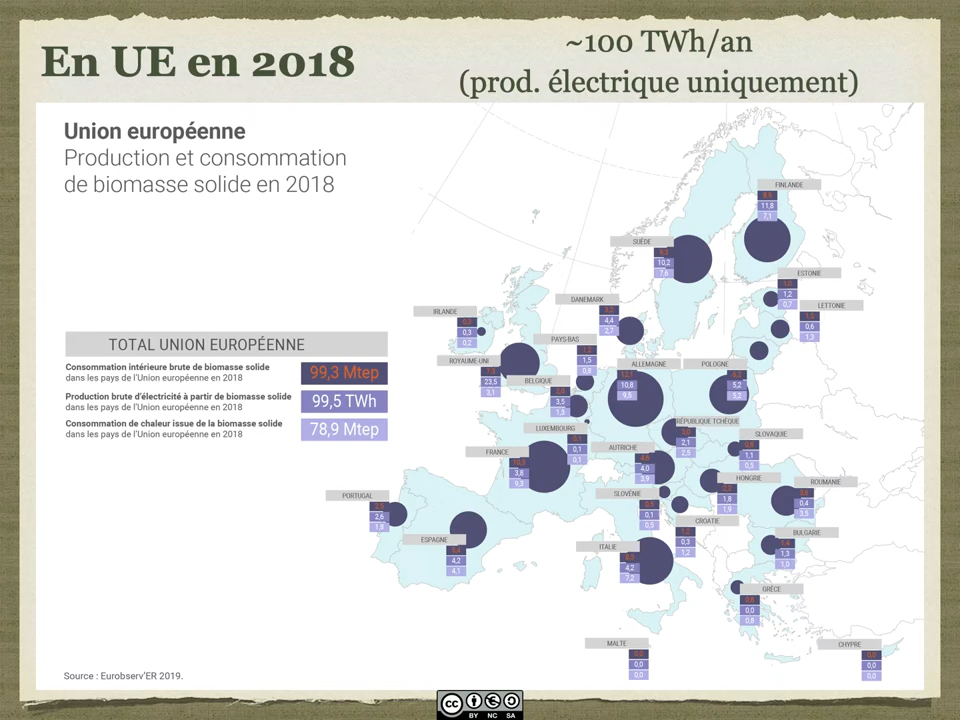 En UE en 2018
~100 TWh/an
(prod. électrique uniquement)
Union européenne
Production et consommation
de biomasse solide en 2018
FINLANDE
11,8
7,1
SUÈDE
10,2
7,6
ESTONIE
1,2
0,7
LETTONIE
0,6
1,3
DANEMARK
4,4
2,7
IRLANDE
0,3
0,2
PAYS-BAS
1,5
0,8
ROYAUME-UNI
23,5
3,1
BELGIQUE
3,5
1,3
ALLEMAGNE
12,1
10,8
9,5
POLOGNE
5,2
5,2
TOTAL UNION EUROPÉENNE
Consommation intérieure brute de biomasse solide
dans les pays de l'Union européenne en 2018
99,3 Mtep
Production brute d'électricité à partir de biomasse solide
dans les pays de l'Union européenne en 2018
99,5 TWh
Consommation de chaleur issue de la biomasse solide
dans les pays de l'Union européenne en 2018
78,9 Mtep
LUXEMBOURG
0,1
0,1
0,1
RÉPUBLIQUE TCHÈQUE
2,1
2,5
SLOVAQUIE
1,1
0,5
FRANCE
3,8
9,3
AUTRICHE
4,0
3,9
HONGRIE
1,8
1,9
ROUMANIE
0,4
3,5
SLOVÉNIE
0,1
0,5
PORTUGAL
2,6
1,8
CROATIE
0,3
1,2
BULGARIE
1,3
1,0
ESPAGNE
4,2
4,1
ITALIE
4,2
7,2
GRÈCE
0,0
0,8
MALTE
0,0
0,0
0,0
CHYPRE
0,0
0,0
0,0
Source : Eurobserv'ER 2019.
cc
BY NC SA